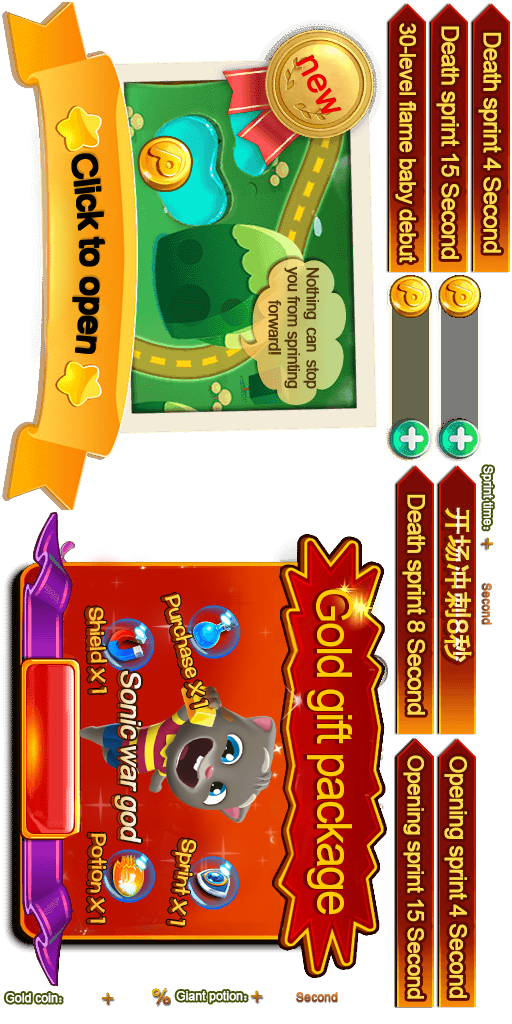 Death sprint 4 Second
Death sprint 15 Second
30-level flame baby debut
new
Nothing can stop
you from sprinting
forward!
Click to open
Sprint time: +
Second
开场冲刺8秒
Death sprint 8 Second
Gold gift package
Purchase X1
Shield X1
Sonic war god
Sprint X1
Potion X1
Opening sprint 4 Second
Opening sprint 15 Second
Gold coin: +
% Giant potion: + Second